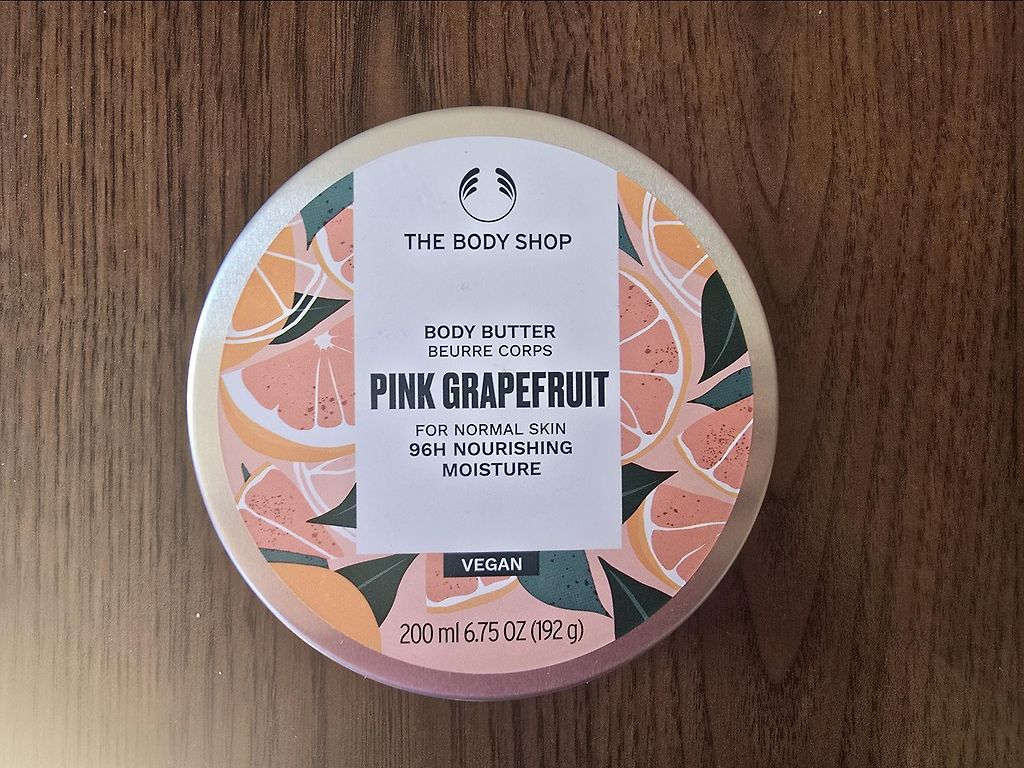 THE BODY SHOP
BODY BUTTER
BEURRE CORPS
PINK GRAPEFRUIT
FOR NORMAL SKIN
96H NOURISHING
MOISTURE
VEGAN
200 ml 6.75 OZ (192 g)